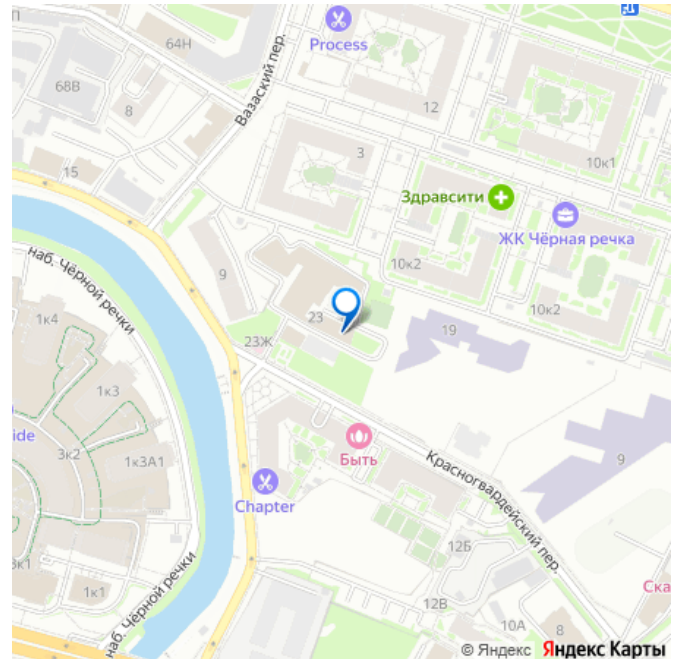 64Н
Process
Вазаский пер.
68В
8
12
3
10к1
15
Здравсити
ЖК Чёрная речка
наб. Чёрной речки
9
10к2
10к2
1к4
23
19
23Ж
1к3
ide
3к2
1к3А1
Быть
Красногвардейский пер.
9
Chapter
12Б
3к1
1к1
наб. Чёрной речки
12В
10А
8
Ска
© Яндекс Яндекс Карты